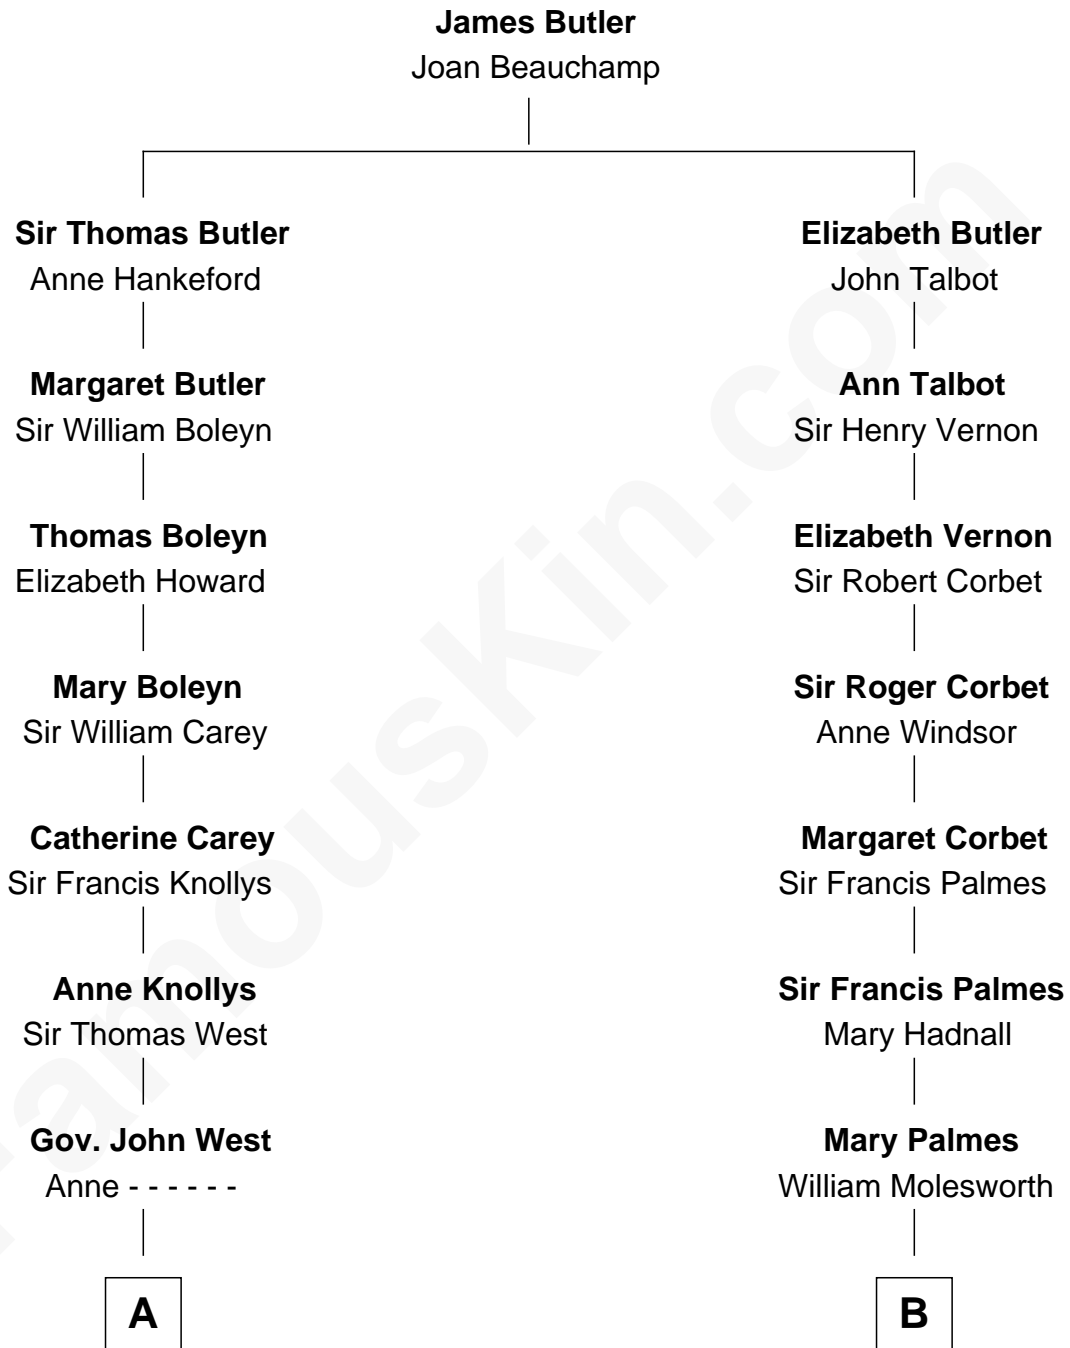 James Butler
Joan Beauchamp
Sir Thomas Butler
Anne Hankeford
Elizabeth Butler
John Talbot
Margaret Butler
Sir William Boleyn
Ann Talbot
Sir Henry Vernon
Thomas Boleyn
Elizabeth Howard
Elizabeth Vernon
Sir Robert Corbet
Mary Boleyn
Sir William Carey
Sir Roger Corbet
Anne Windsor
Catherine Carey
Sir Francis Knollys
Margaret Corbet
Sir Francis Palmes
Anne Knollys
Sir Thomas West
Sir Francis Palmes
Mary Hadnall
Gov. John West
Anne - - - - - -
Mary Palmes
William Molesworth
A
B
FamousKin.com